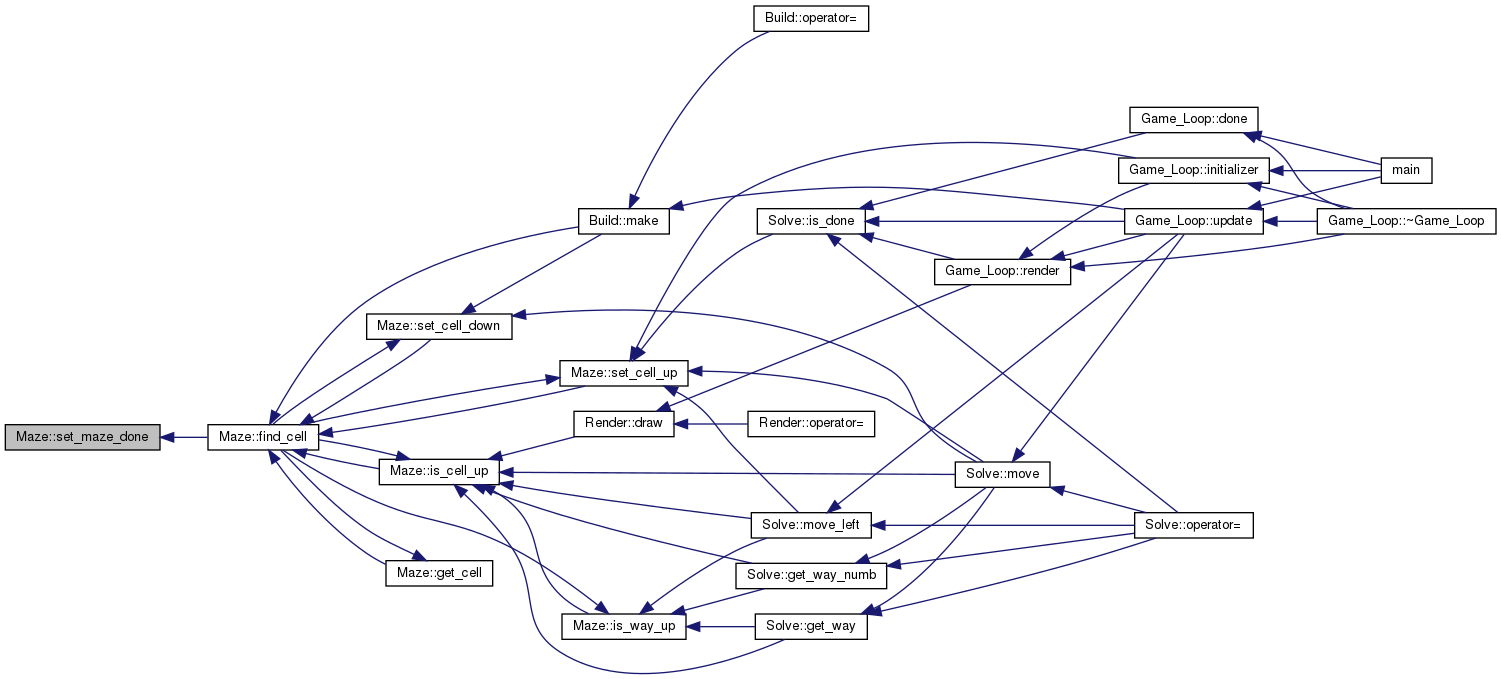 Build::operator=
Game_Loop::done
Game_Loop::initializer
main
Build::make
Solve::is_done
Game_Loop::update
Game_Loop::~Game_Loop
Game_Loop::render
Maze::set_cell_down
Maze::set_cell_up
Render::draw
Render::operator=
Maze::set_maze_done
Maze::find_cell
Maze::is_cell_up
Solve::move
Solve::move_left
Solve::operator=
Maze::get_cell
Solve::get_way_numb
Maze::is_way_up
Solve::get_way